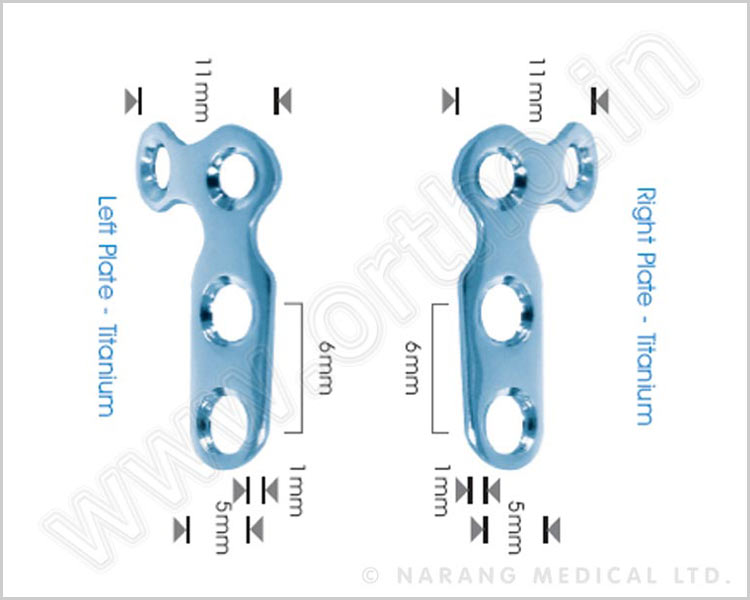 11mm
11mm
Left Plate - Titanium
Right Plate - Titanium
6mm
6mm
1mm
1mm
5mm
5mm
www.ortho.in
© NARANG MEDICAL LTD.